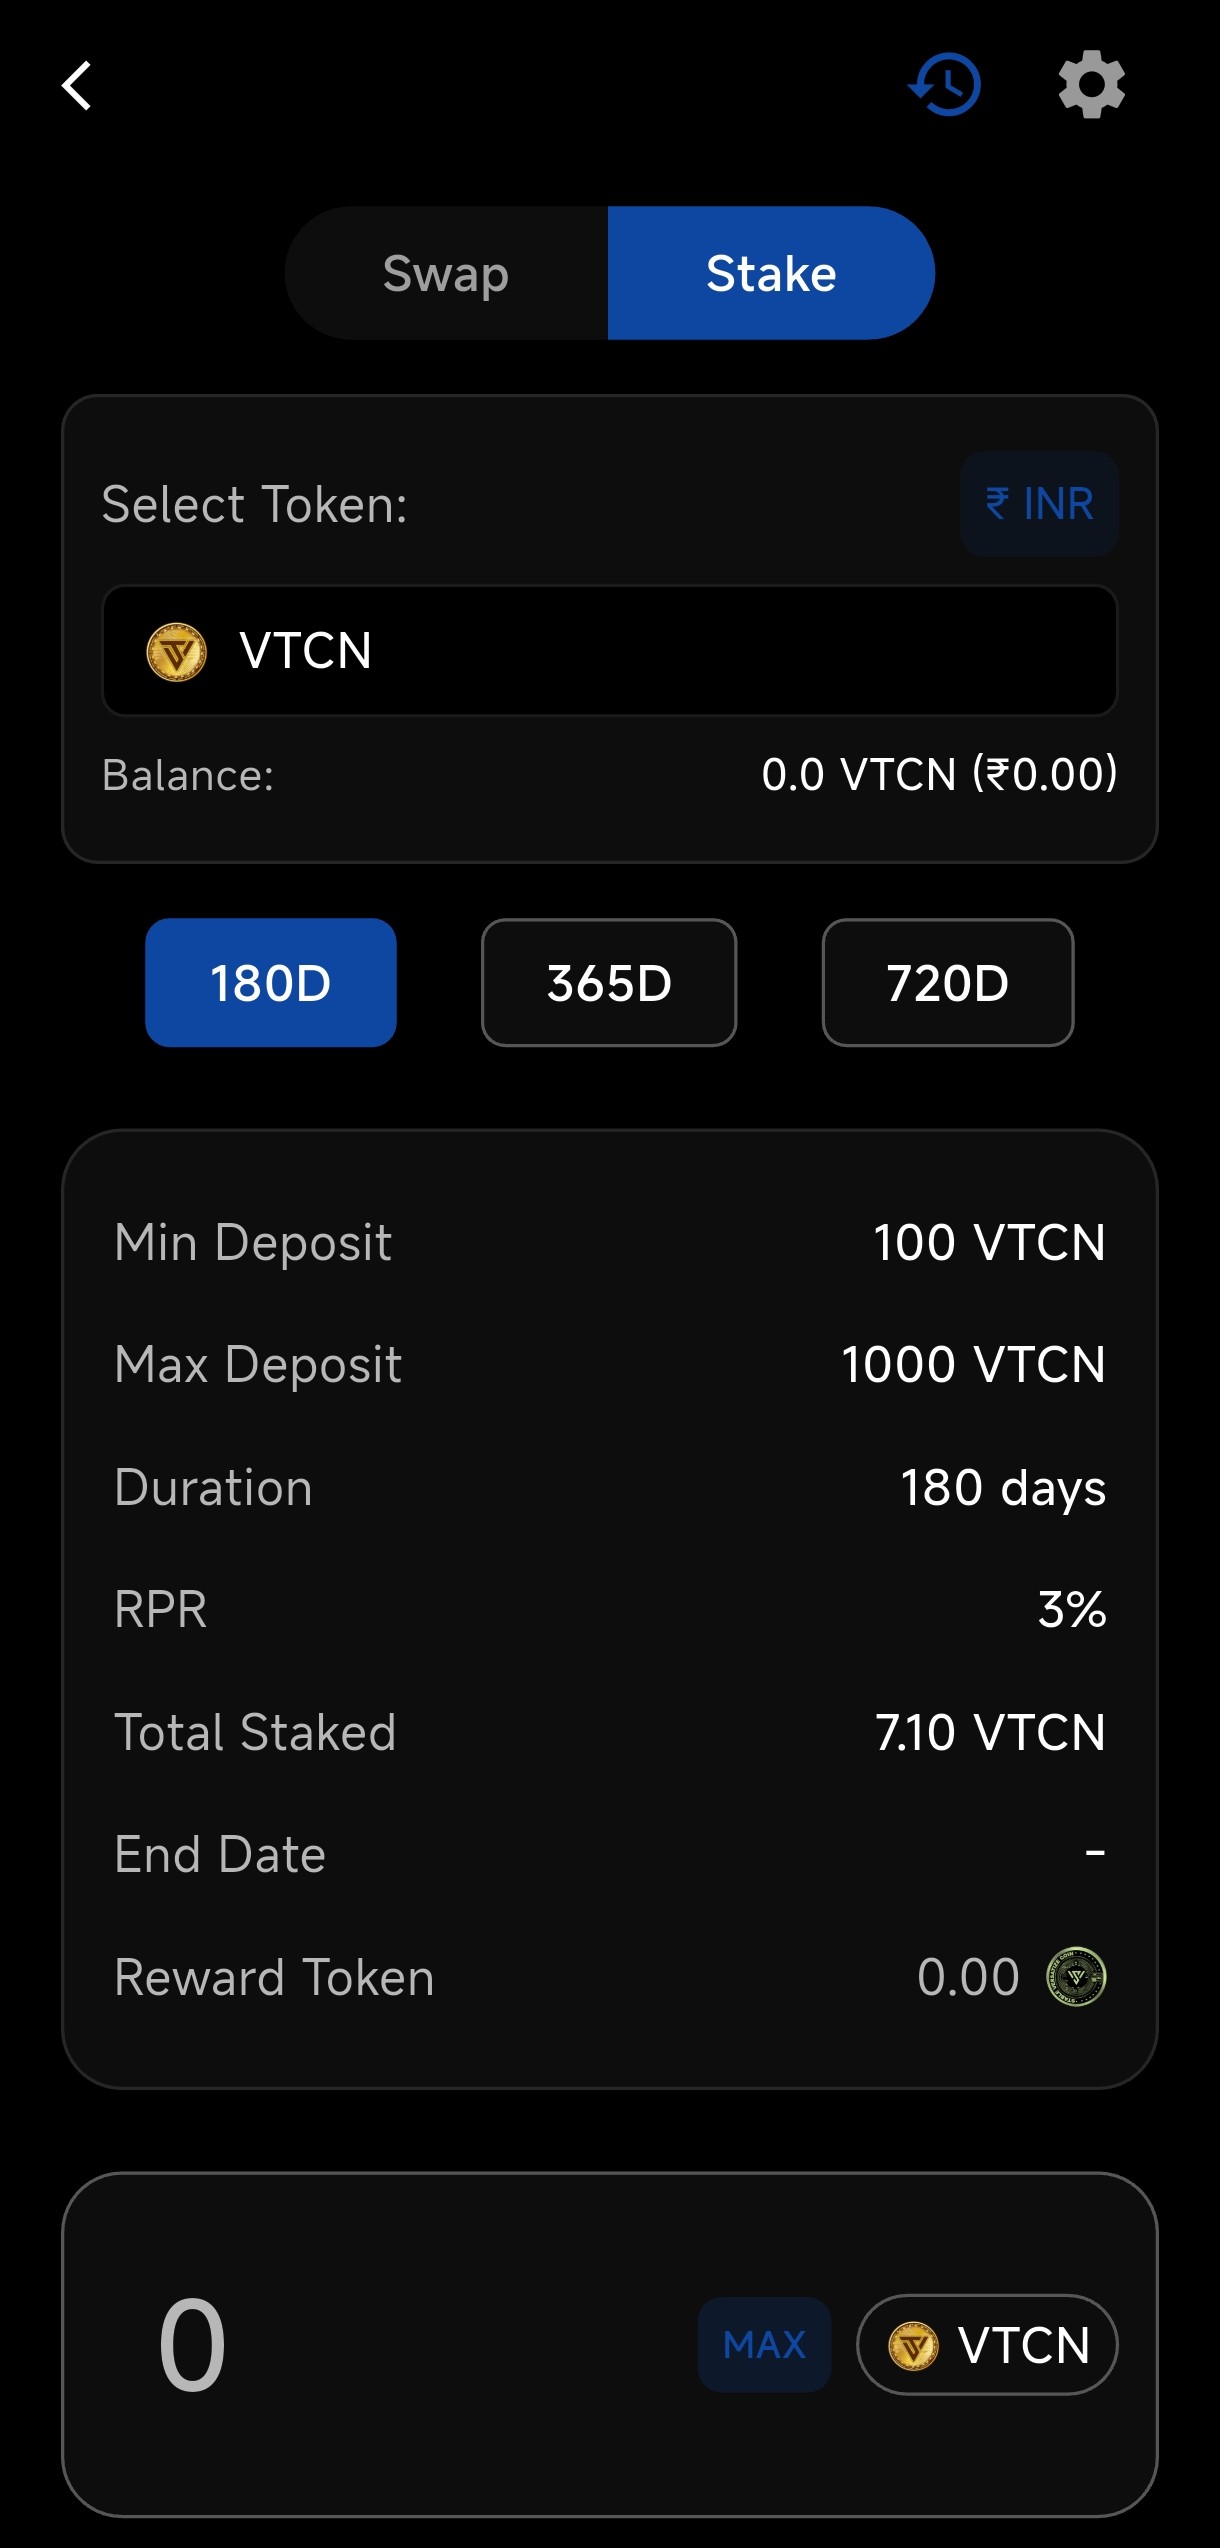 Swap Stake
Select Token: ₹ INR
VTCN
Balance: 0.0 VTCN (₹0.00)
180D 365D 720D
Min Deposit 100 VTCN
Max Deposit 1000 VTCN
Duration 180 days
RPR 3%
Total Staked 7.10 VTCN
End Date -
Reward Token 0.00
0 MAX VTCN